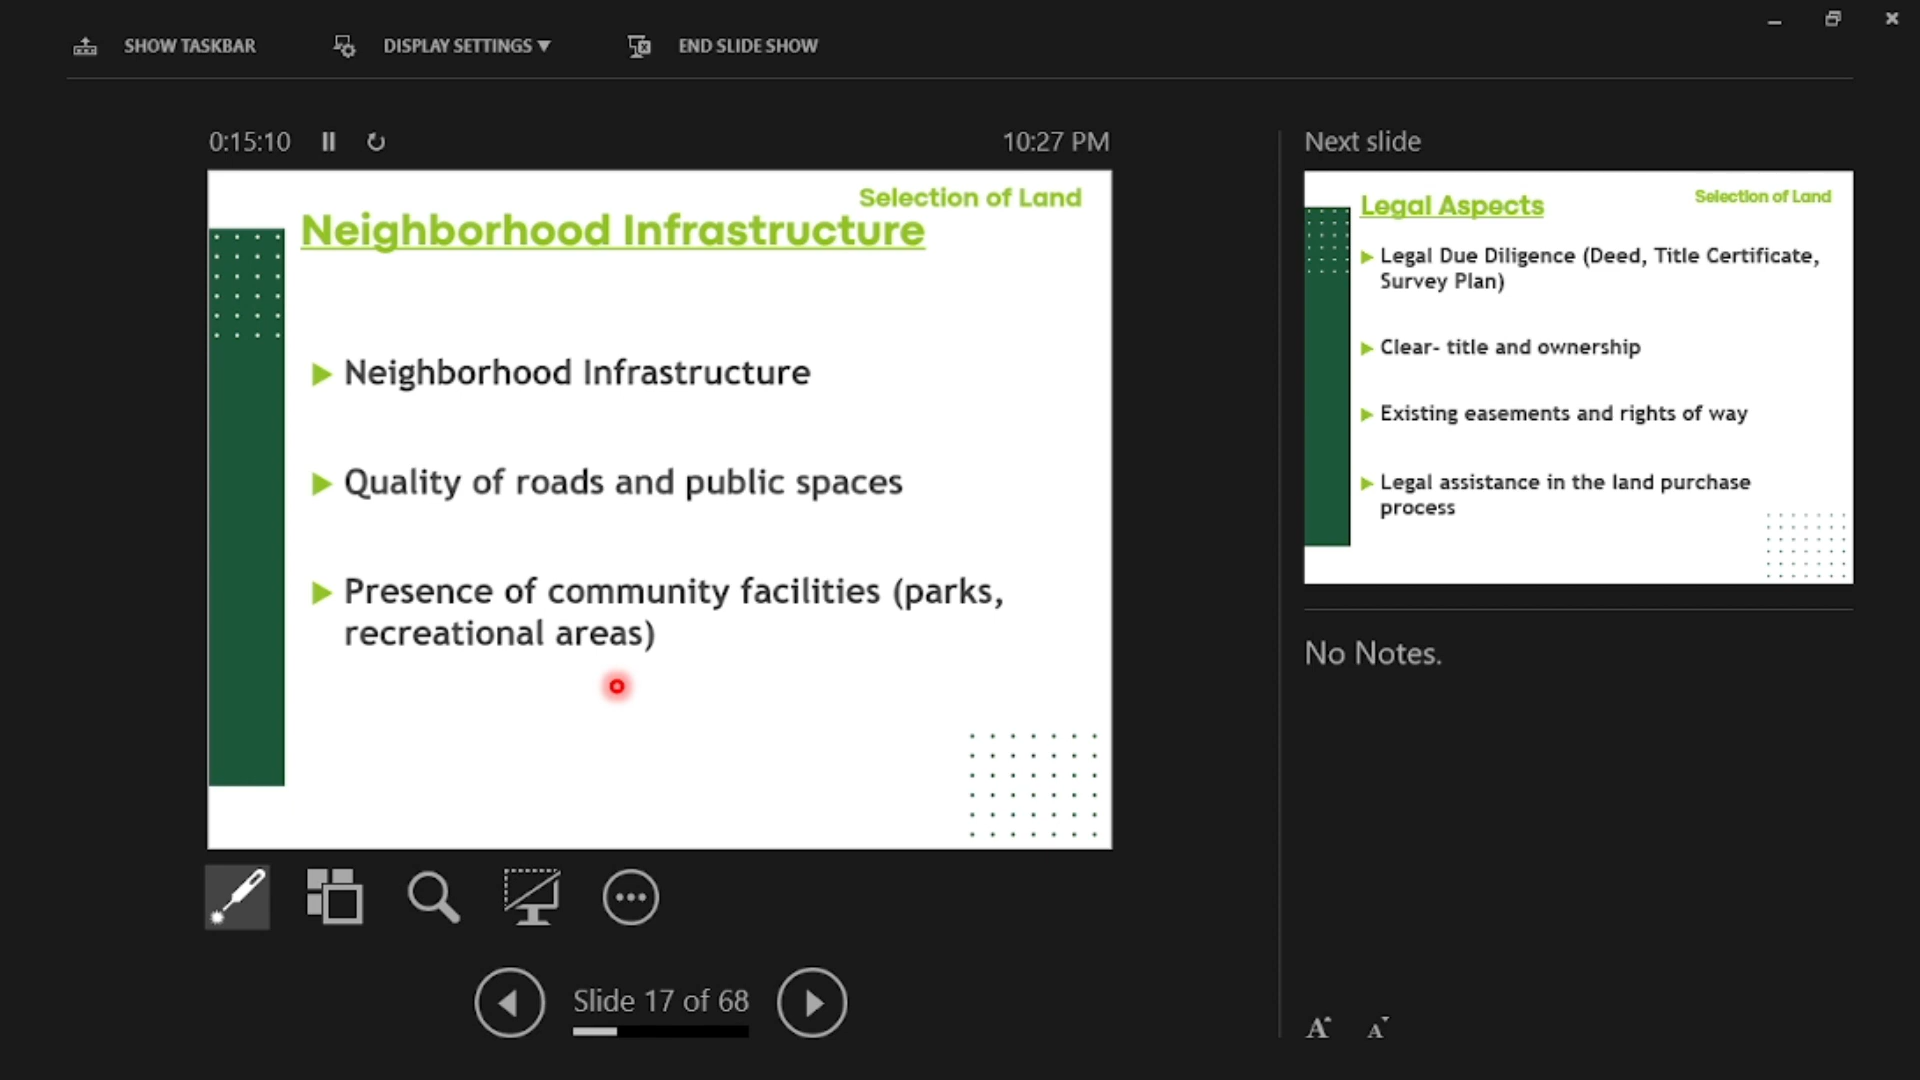 SHOW TASKBAR
DISPLAY SETTINGS ▼
END SLIDE SHOW
0:15:10
10:27 PM
Selection of Land
Neighborhood Infrastructure
Neighborhood Infrastructure
Quality of roads and public spaces
Presence of community facilities (parks,
recreational areas)
Slide 17 of 68
Next slide
Legal Aspects
Selection of Land
Legal Due Diligence (Deed, Title Certificate,
Survey Plan)
Clear- title and ownership
Existing easements and rights of way
Legal assistance in the land purchase
process
No Notes.
A A